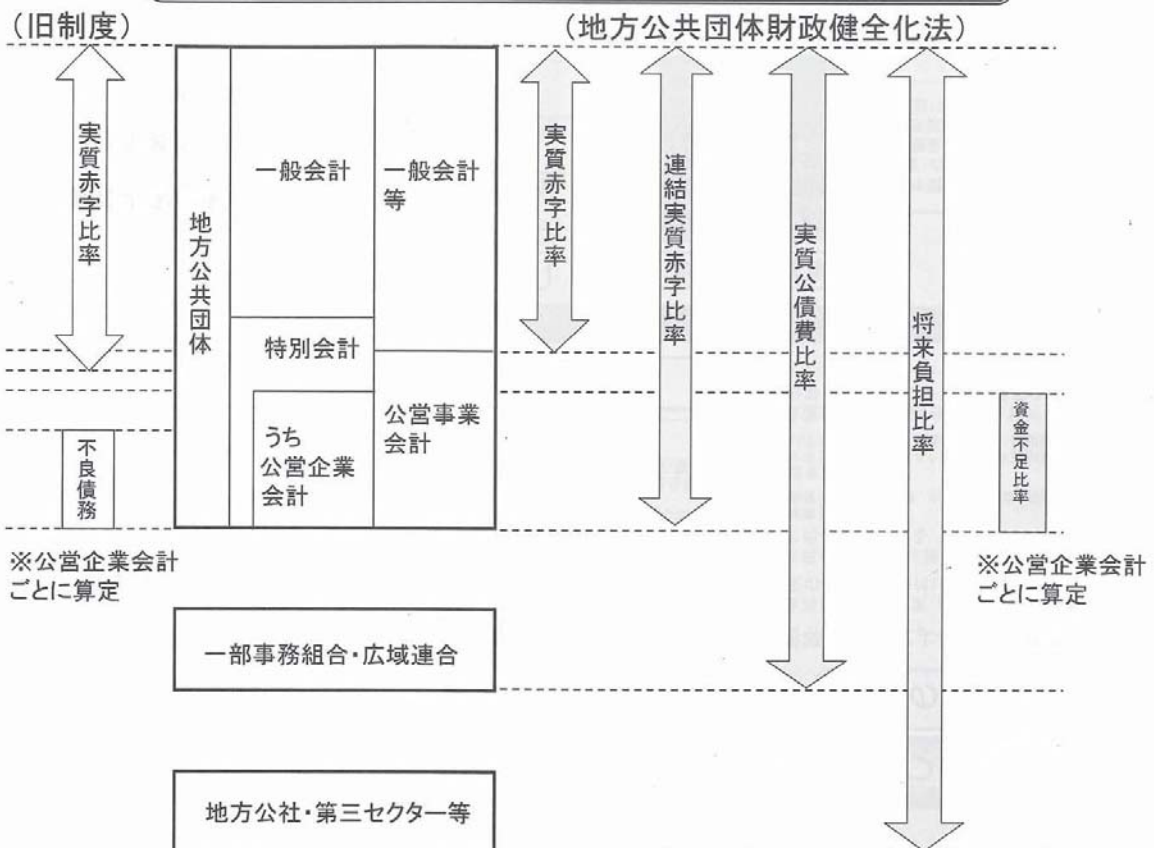 （旧制度）
（地方公共団体財政健全化法）
実質赤字比率
地方公共団体
一般会計
一般会計
等
実質赤字比率
連結実質赤字比率
実質公債費比率
将来負担比率
特別会計
うち
公営企業
会計
公営事業
会計
不良債務
資金不足比率
※公営企業会計
ごとに算定
※公営企業会計
ごとに算定
一部事務組合・広域連合
地方公社・第三セクター等